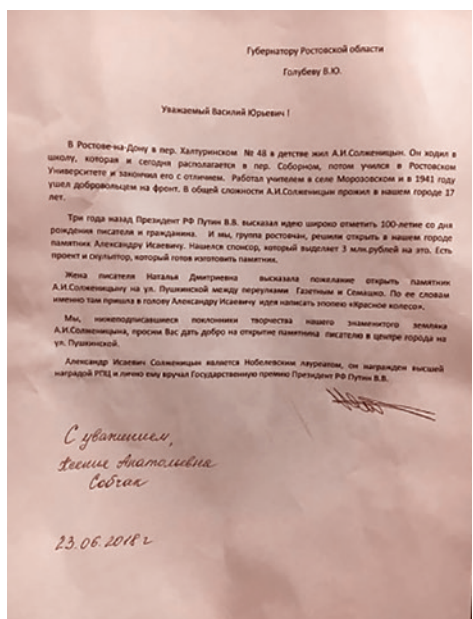 Губернатору Ростовской области
Голубеву В.Ю.
Уважаемый Василий Юрьевич !
В Ростове-на-Дону в пер. Халтуринском № 48 в детстве жил А.И.Солженицын. Он ходил в
школу, которая и сегодня располагается в пер. Соборном, потом учился в Ростовском
Университете и закончил его с отличием. Работал учителем в селе Морозовском и в 1941 году
ушел добровольцем на фронт. В общей сложности А.И.Солженицын прожил в нашем городе 17
лет.
Три года назад Президент РФ Путин В.В. высказал идею широко отметить 100-летие со дня
рождения писателя и гражданина. И мы, группа ростовчан, решили открыть в нашем городе
памятник Александру Исаевичу. Нашелся спонсор, который выделяет 3 млн.рублей на это. Есть
проект и скульптор, который готов изготовить памятник.
Жена писателя Наталья Дмитриевна высказала пожелание открыть памятник
А.И.Солженицыну на ул. Пушкинской между переулками Газетным и Семашко. По ее словам
именно там пришла в голову Александру Исаевичу идея написать эпопею «Красное колесо».
Мы, нижеподписавшиеся поклонники творчества нашего знаменитого земляка
А.И.Солженицына, просим Вас дать добро на открытие памятника писателю в центре города на
ул. Пушкинской.
Александр Исаевич Солженицын является Нобелевским лауреатом, он награжден высшей
наградой РПЦ и лично ему вручал Государственную премию Президент РФ Путин В.В.
С уважением,
Ксения Анатольевна
Собчак
23.06.2018 г